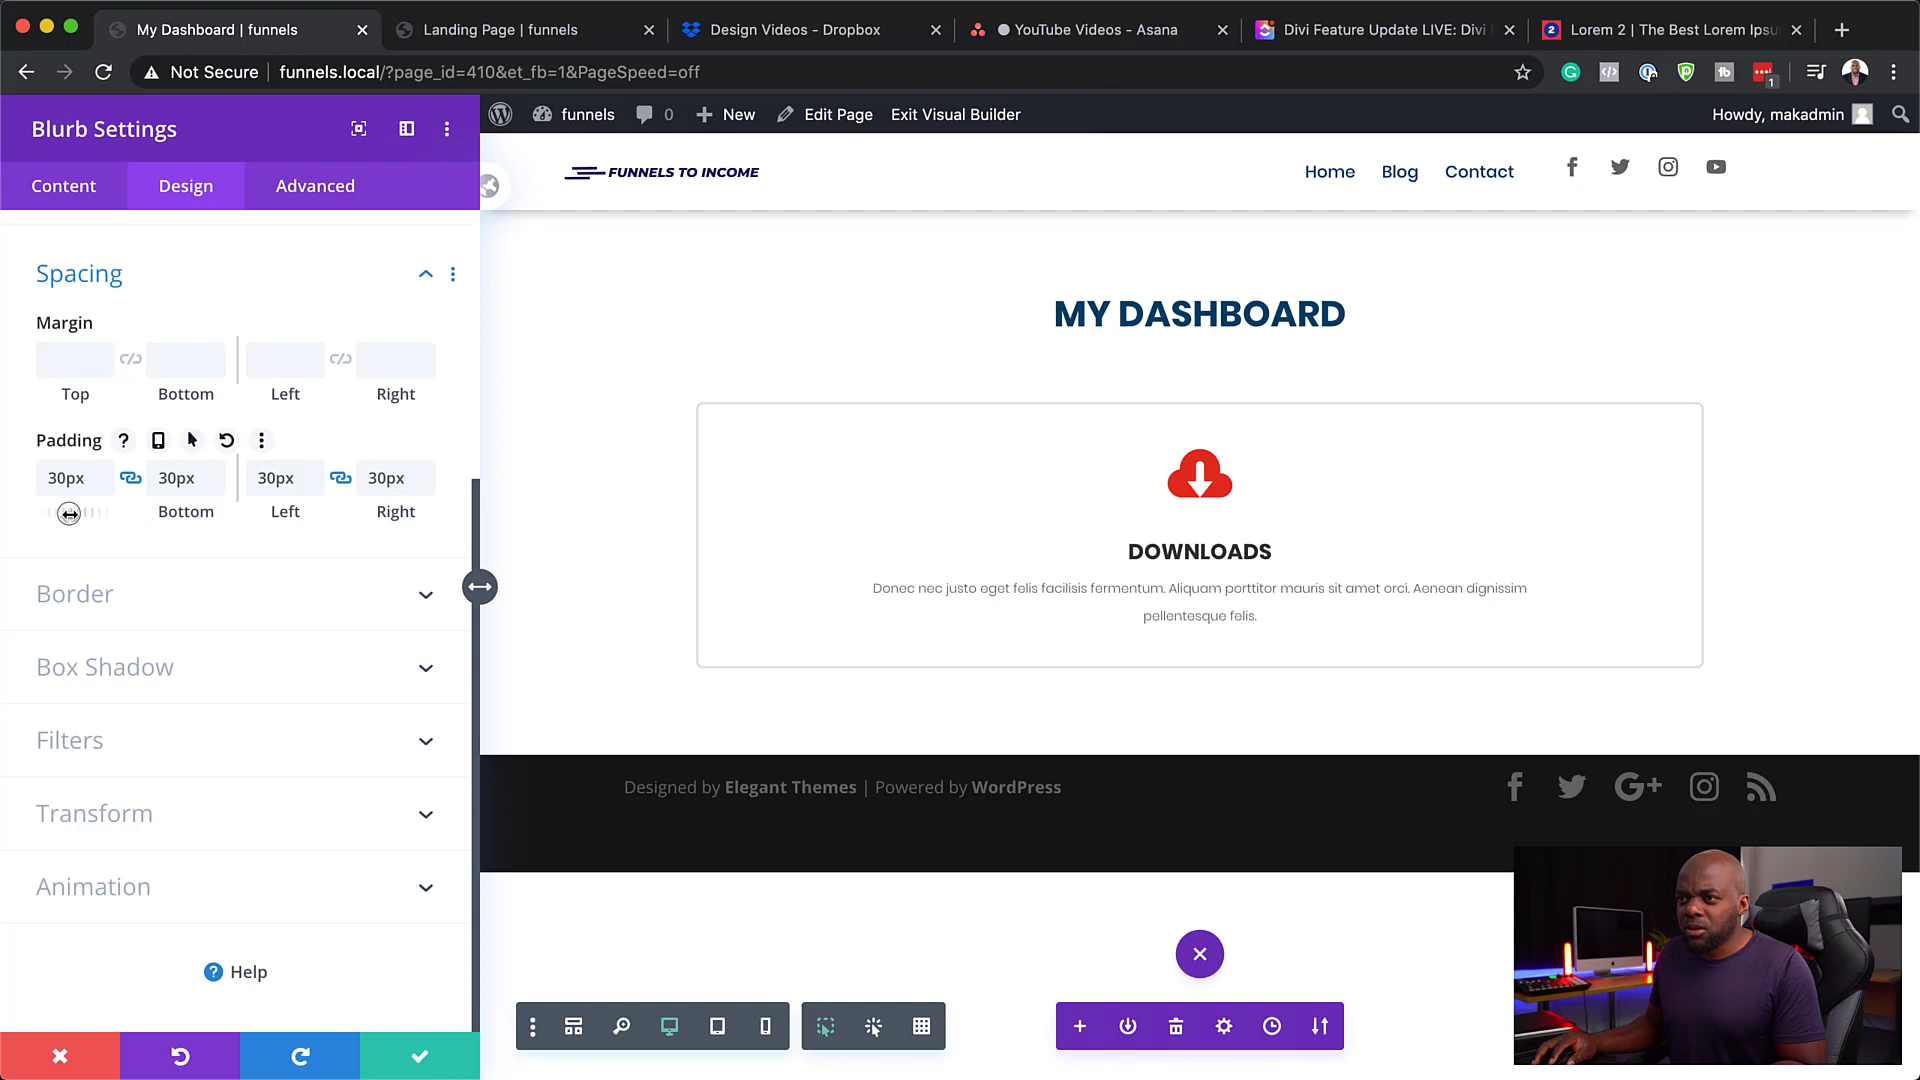 My Dashboard | funnels
Landing Page | funnels
Design Videos - Dropbox
YouTube Videos - Asana
Divi Feature Update LIVE: Divi
Lorem 2 | The Best Lorem Ipsu
Not Secure
funnels.local/?page_id=410&et_fb=1&PageSpeed=off
1
Blurb Settings
funnels
0
New
Edit Page
Exit Visual Builder
Howdy, makadmin
Content
Design
Advanced
FUNNELS TO INCOME
Home
Blog
Contact
Spacing
Margin
Top
Bottom
Left
Right
Padding
30px
30px
30px
30px
Bottom
Left
Right
Border
Box Shadow
Filters
Transform
Animation
Help
MY DASHBOARD
DOWNLOADS
Donec nec justo eget felis facilisis fermentum. Aliquam porttitor mauris sit amet orci. Aenean dignissim
pellentesque felis.
Designed by Elegant Themes | Powered by WordPress